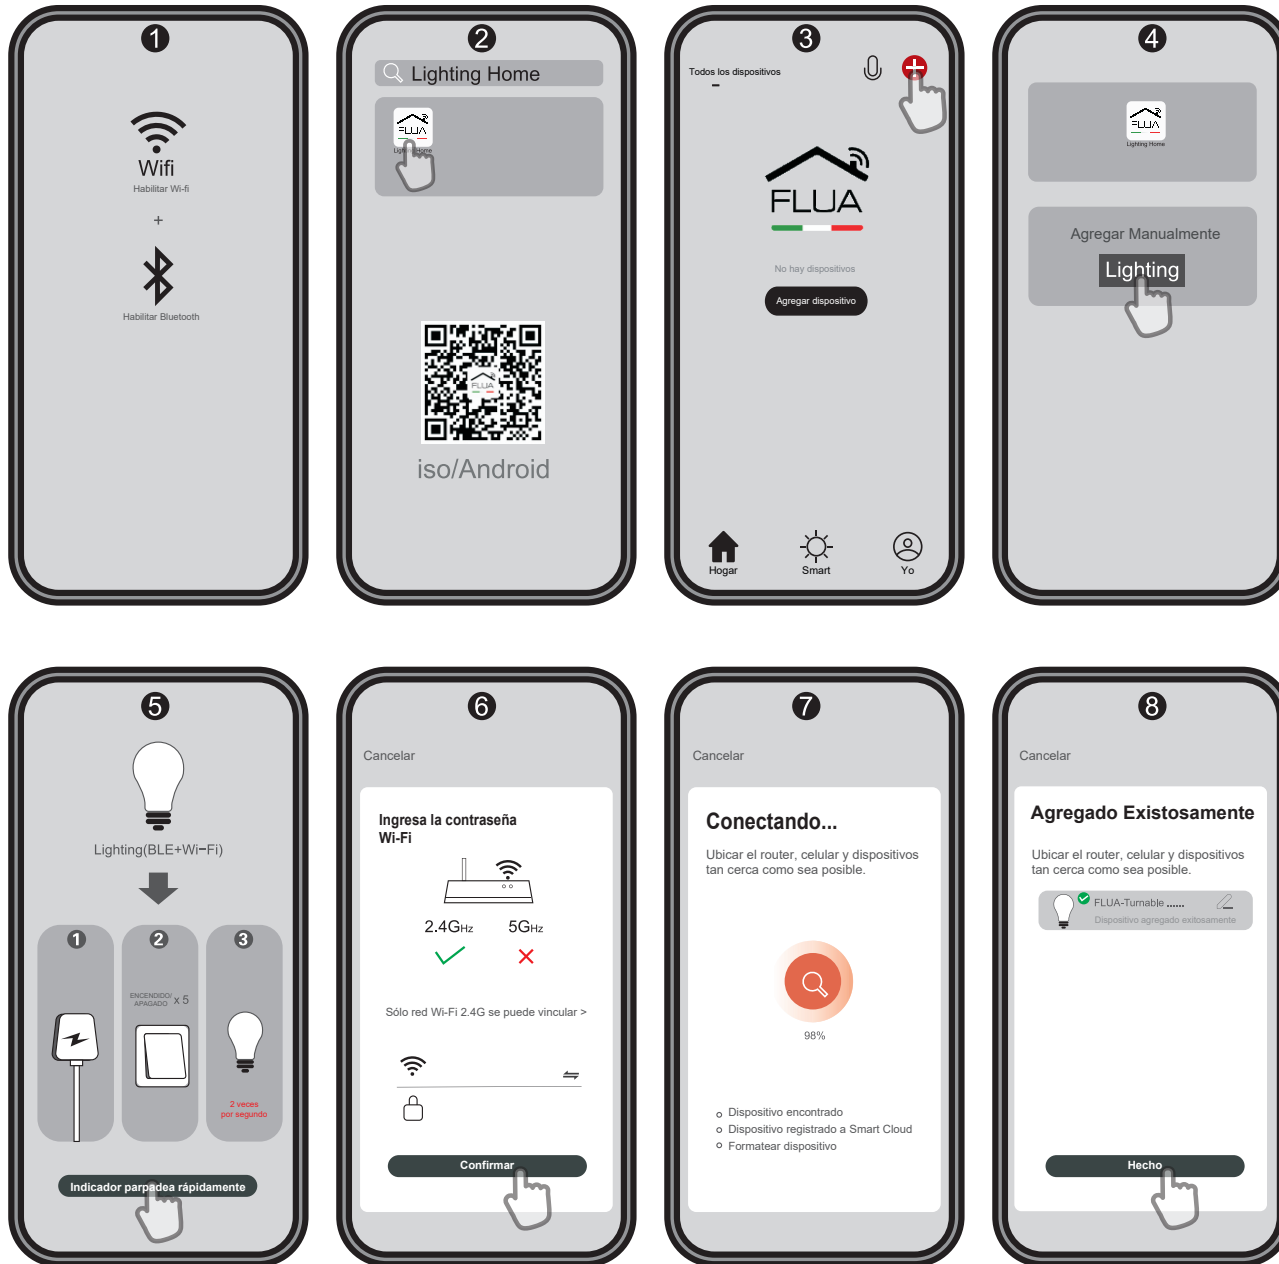 1
Wifi
Habilitar Wi-fi
+
Habilitar Bluetooth
2
Lighting Home
FLUA
Lighting Home
FLUA
iso/Android
3
Todos los dispositivos
FLUA
No hay dispositivos
Agregar dispositivo
Hogar
Smart
Yo
4
FLUA
Lighting Home
Agregar Manualmente
Lighting
5
Lighting(BLE+Wi-Fi)
1
2
ENCENDIDO/
APAGADO x 5
3
2 veces
por segundo
Indicador parpadea rápidamente
6
Cancelar
Ingresa la contraseña
Wi-Fi
2.4GHz
5GHz
Sólo red Wi-Fi 2.4G se puede vincular >
Confirmar
7
Cancelar
Conectando...
Ubicar el router, celular y dispositivos
tan cerca como sea posible.
98%
Dispositivo encontrado
Dispositivo registrado a Smart Cloud
Formatear dispositivo
8
Cancelar
Agregado Existosamente
Ubicar el router, celular y dispositivos
tan cerca como sea posible.
FLUA-Turnable ......
Dispositivo agregado exitosamente
Hecho